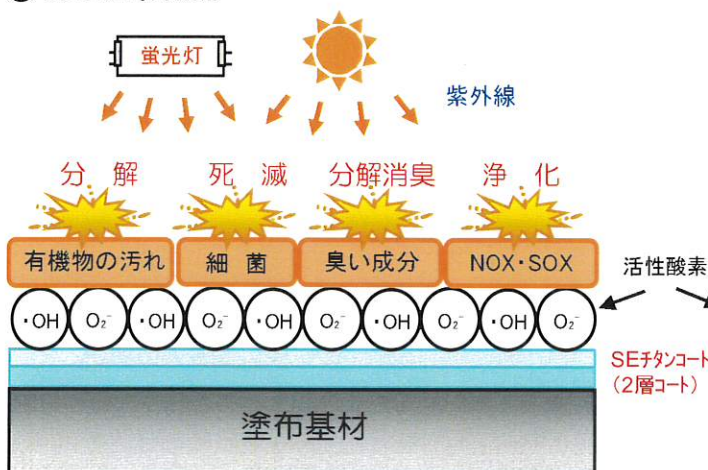 蛍光灯
紫外線
分解 死滅 分解消臭 浄化
有機物の汚れ 細菌 臭い成分 NOX・SOX
活性酸素
・OH O₂⁻ ・OH O₂⁻ ・OH O₂⁻ ・OH O₂⁻ ・OH O₂⁻
SEチタンコート
(2層コート)
塗布基材